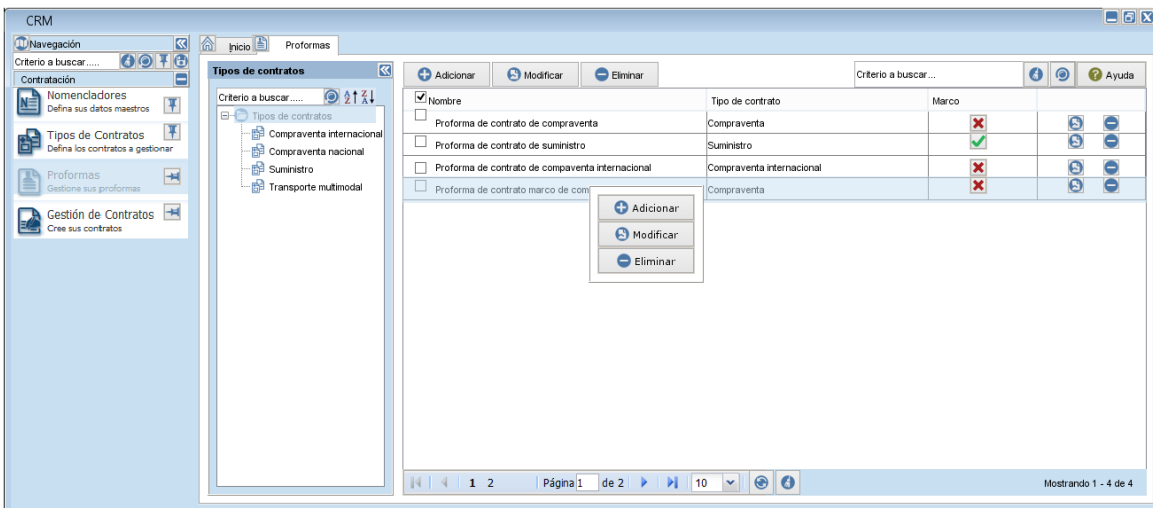 CRM
Navegación
Criterio a buscar.....
Contratación
Nomencladores
Defina sus datos maestros
Tipos de Contratos
Defina los contratos a gestionar
Proformas
Gestione sus proformas
Gestión de Contratos
Cree sus contratos
Inicio
Proformas
Tipos de contratos
Criterio a buscar.....
Tipos de contratos
Compraventa internacional
Compraventa nacional
Suministro
Transporte multimodal
Adicionar Modificar Eliminar Criterio a buscar... Ayuda
Nombre Tipo de contrato Marco
Proforma de contrato de compraventa Compraventa
Proforma de contrato de suministro Suministro
Proforma de contrato de compaventa internacional Compraventa internacional
Proforma de contrato marco de com Compraventa
Adicionar
Modificar
Eliminar
1 2 Página 1 de 2 10 Mostrando 1 - 4 de 4